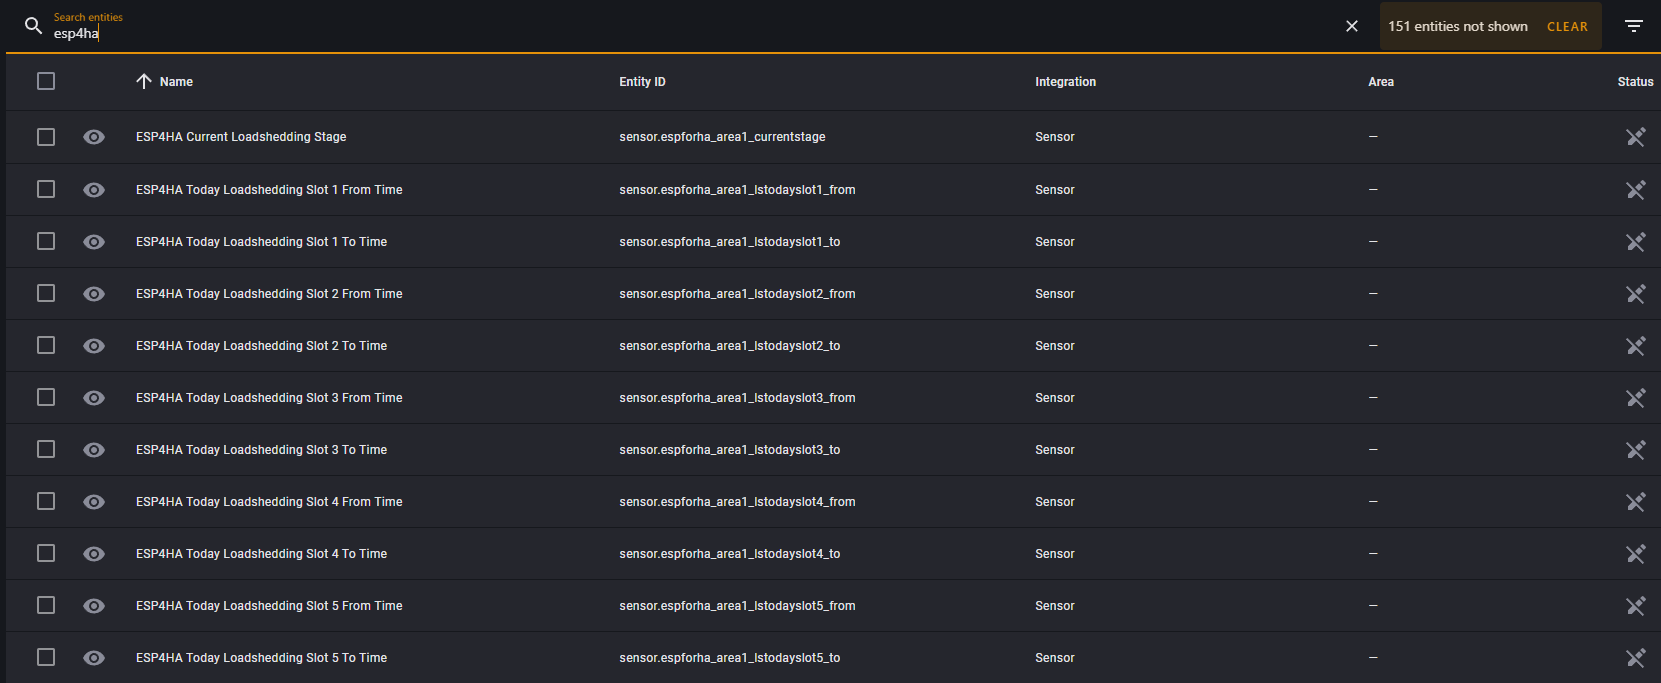 Search entities
esp4ha
151 entities not shown CLEAR
Name Entity ID Integration Area Status
ESP4HA Current Loadshedding Stage sensor.espforha_area1_currentstage Sensor —
ESP4HA Today Loadshedding Slot 1 From Time sensor.espforha_area1_lstodayslot1_from Sensor —
ESP4HA Today Loadshedding Slot 1 To Time sensor.espforha_area1_lstodayslot1_to Sensor —
ESP4HA Today Loadshedding Slot 2 From Time sensor.espforha_area1_lstodayslot2_from Sensor —
ESP4HA Today Loadshedding Slot 2 To Time sensor.espforha_area1_lstodayslot2_to Sensor —
ESP4HA Today Loadshedding Slot 3 From Time sensor.espforha_area1_lstodayslot3_from Sensor —
ESP4HA Today Loadshedding Slot 3 To Time sensor.espforha_area1_lstodayslot3_to Sensor —
ESP4HA Today Loadshedding Slot 4 From Time sensor.espforha_area1_lstodayslot4_from Sensor —
ESP4HA Today Loadshedding Slot 4 To Time sensor.espforha_area1_lstodayslot4_to Sensor —
ESP4HA Today Loadshedding Slot 5 From Time sensor.espforha_area1_lstodayslot5_from Sensor —
ESP4HA Today Loadshedding Slot 5 To Time sensor.espforha_area1_lstodayslot5_to Sensor —